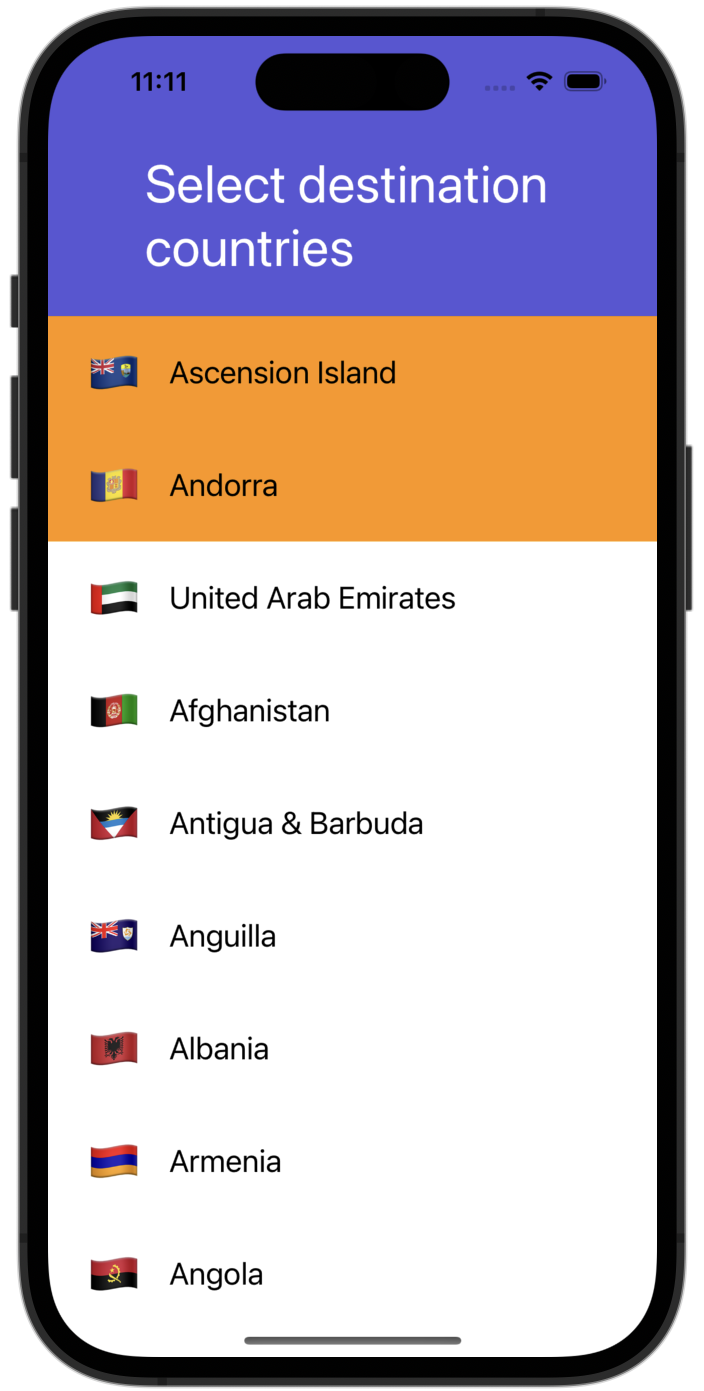 11:11
Select destination
countries
Ascension Island
Andorra
United Arab Emirates
Afghanistan
Antigua & Barbuda
Anguilla
Albania
Armenia
Angola